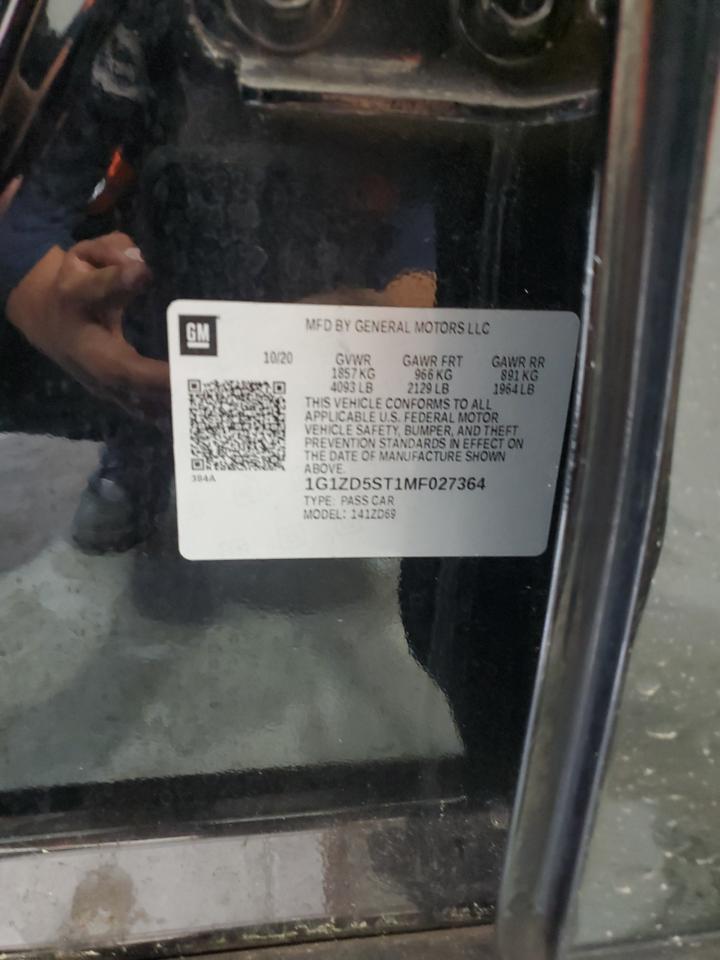 GM
MFD BY GENERAL MOTORS LLC
10/20 GVWR GAWR FRT GAWR RR
1857 KG 966 KG 891 KG
4093 LB 2129 LB 1964 LB
THIS VEHICLE CONFORMS TO ALL
APPLICABLE U.S. FEDERAL MOTOR
VEHICLE SAFETY, BUMPER, AND THEFT
PREVENTION STANDARDS IN EFFECT ON
THE DATE OF MANUFACTURE SHOWN
ABOVE.
394A
1G1ZD5ST1MF027364
TYPE: PASS CAR
MODEL: 141ZD69